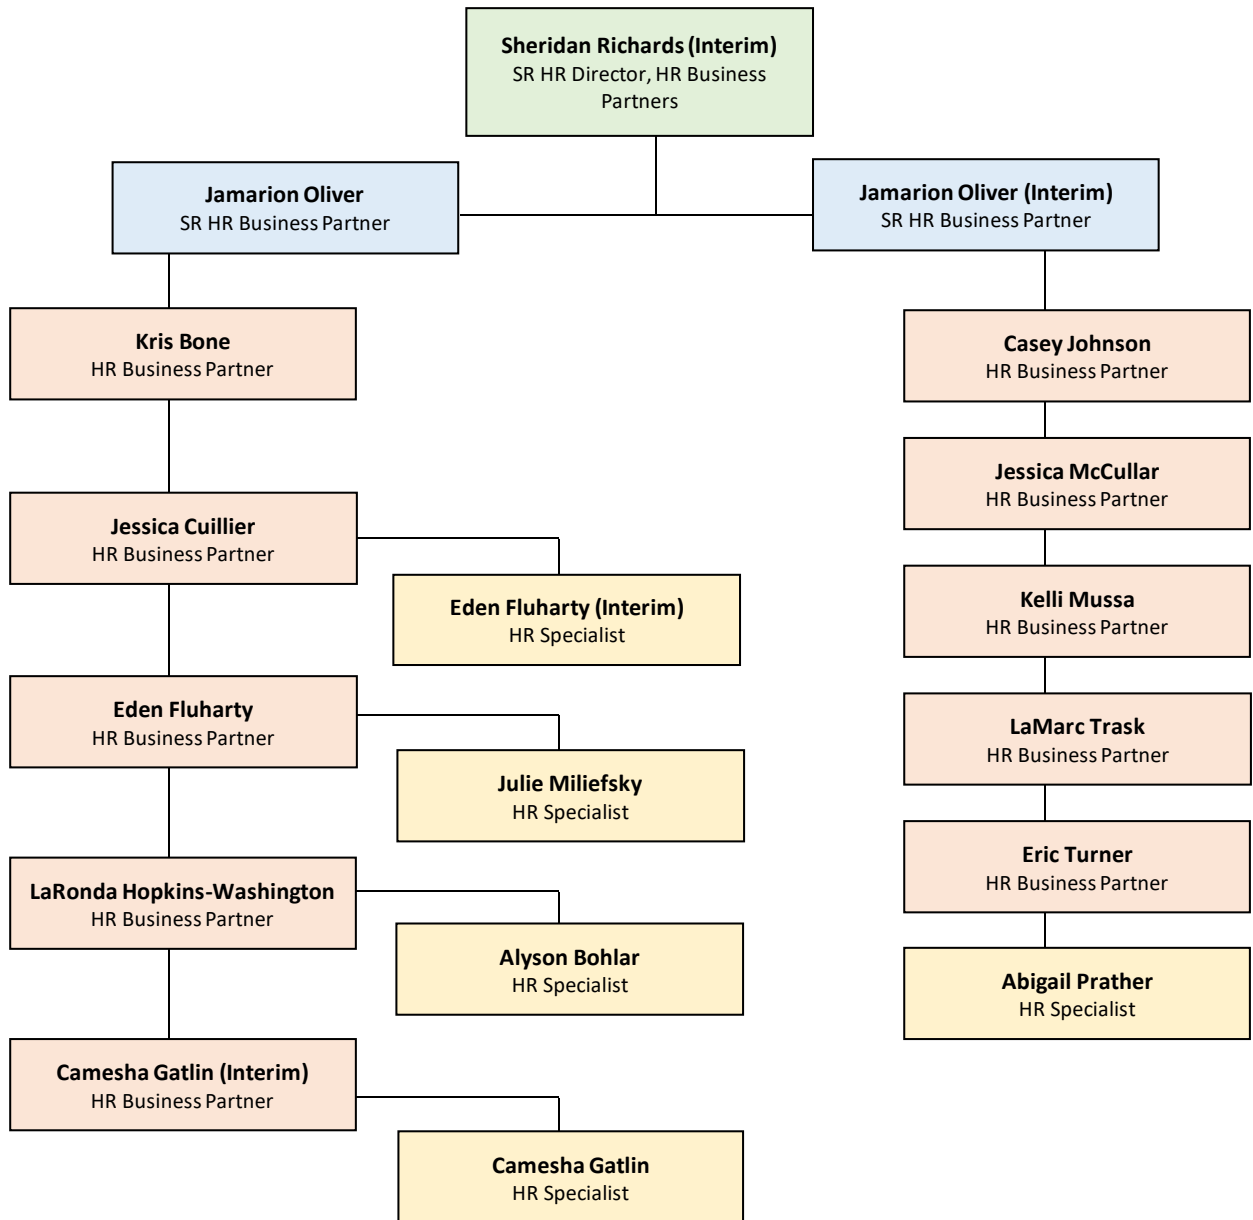 Sheridan Richards (Interim)
SR HR Director, HR Business
Partners
Jamarion Oliver
SR HR Business Partner
Jamarion Oliver (Interim)
SR HR Business Partner
Kris Bone
HR Business Partner
Jessica Cuillier
HR Business Partner
Eden Fluharty (Interim)
HR Specialist
Eden Fluharty
HR Business Partner
Julie Miliefsky
HR Specialist
LaRonda Hopkins-Washington
HR Business Partner
Alyson Bohlar
HR Specialist
Camesha Gatlin (Interim)
HR Business Partner
Camesha Gatlin
HR Specialist
Casey Johnson
HR Business Partner
Jessica McCullar
HR Business Partner
Kelli Mussa
HR Business Partner
LaMarc Trask
HR Business Partner
Eric Turner
HR Business Partner
Abigail Prather
HR Specialist